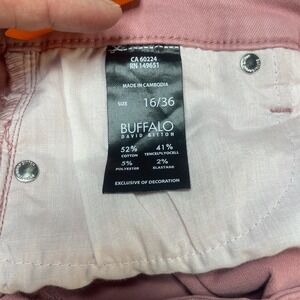 CA 60224
RN 149651
MADE IN CAMBODIA
SIZE 16/36
BUFFALO
DAVID BITTON
52% 41%
COTTON TENCEL/LYOCELL
5% 2%
POLYESTER ELASTANE
EXCLUSIVE OF DECORATION